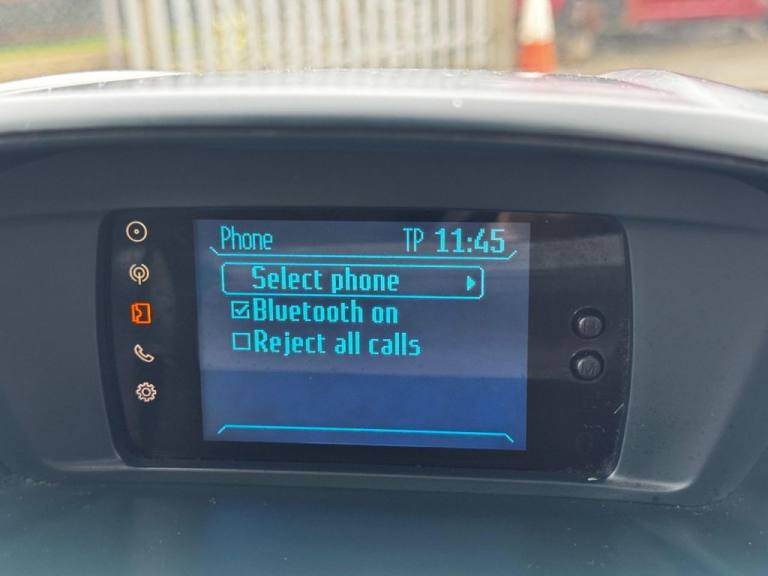 Phone TP 11:45
Select phone
Bluetooth on
Reject all calls